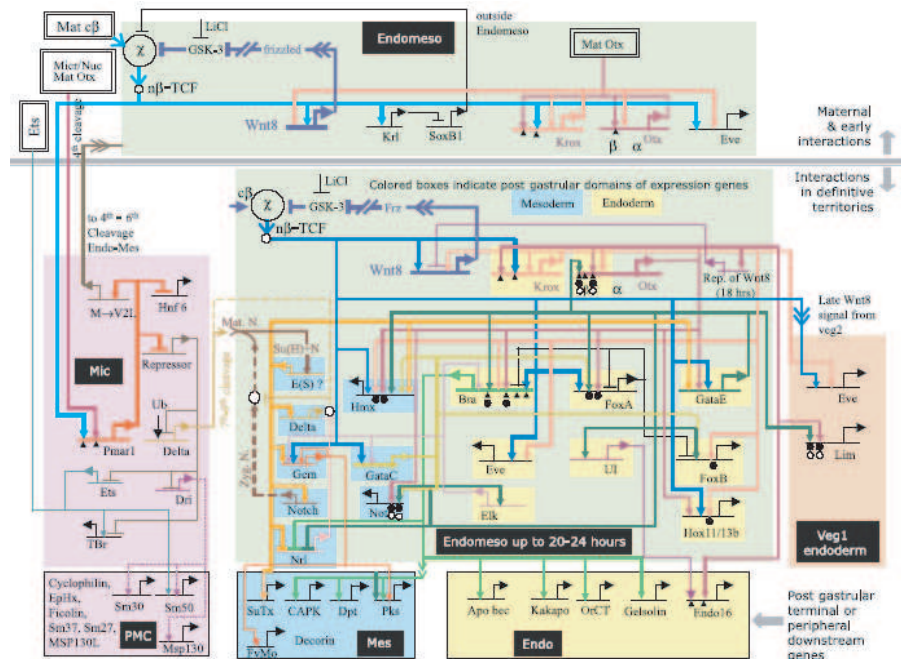 Mat cβ
LiCl
outside
Endomeso
Endomeso
χ
GSK-3
frizzled
Mat Otx
Micr/Nuc
Mat Otx
nβ-TCF
Ets
4th cleavage
Wnt8
Krl
SoxB1
Krox
β
α
Otx
Eve
Maternal
& early
interactions
Interactions
in definitive
territories
cβ
LiCl
Colored boxes indicate post gastrular domains of expression genes
χ
GSK-3
Frz
Mesoderm
Endoderm
nβ-TCF
to 4th - 6th
Cleavage
Endo-Mes
Wnt8
Krox
β
α
Otx
Rep. of Wnt8
(18 hrs)
M→V2L
Hnf 6
Late Wnt8
signal from
veg2
Mat. N.
Su(H)-N
Mic
Repressor
E(S) ?
Hmx
Bra
FoxA
GataE
Eve
Ub
Pmar1
Delta
Delta
Lim
Gem
GataC
Eve
UI
FoxB
Zyg. N.
Ets
Dri
Notch
Not
Elk
Hox11/13b
TBr
Ntl
Endomeso up to 20-24 hours
Veg1
endoderm
Cyclophilin,
EpHx,
Ficolin,
Sm37, Sm27,
MSP130L
PMC
Sm30
Sm50
Msp130
SuTx
CAPK
Dpt
Pks
FvMo
Decorin
Mes
Apo bec
Kakapo
OrCT
Gelsolin
Endo16
Endo
Post gastrular
terminal or
peripheral
downstream
genes